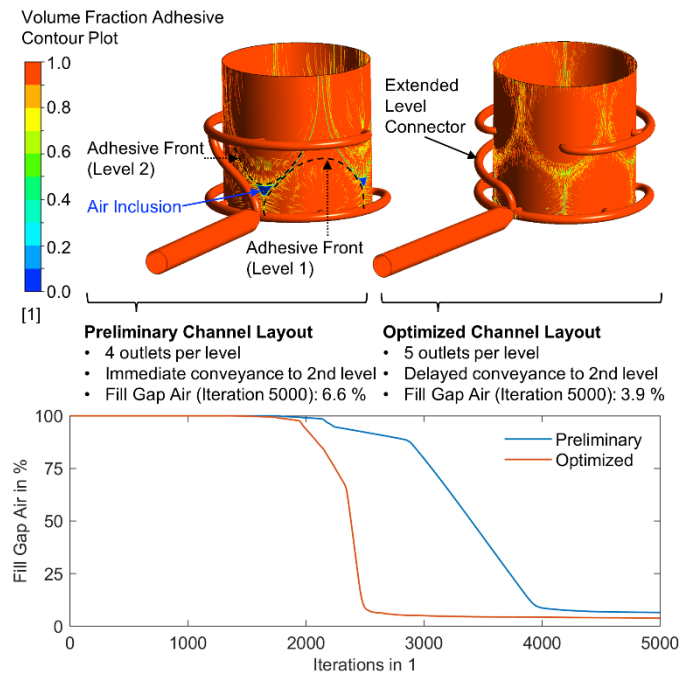 Volume Fraction Adhesive
Contour Plot
1.0
0.8
0.6
0.4
0.2
0.0
[1]
Adhesive Front
(Level 2)
Air Inclusion
Adhesive Front
(Level 1)
Extended
Level
Connector
Preliminary Channel Layout
• 4 outlets per level
• Immediate conveyance to 2nd level
• Fill Gap Air (Iteration 5000): 6.6 %
Optimized Channel Layout
• 5 outlets per level
• Delayed conveyance to 2nd level
• Fill Gap Air (Iteration 5000): 3.9 %
Fill Gap Air in %
100
75
50
25
0
Preliminary
Optimized
0 1000 2000 3000 4000 5000
Iterations in 1